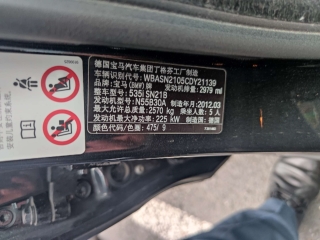 德国宝马汽车集团丁格芬工厂制造
车辆识别代号: WBASN2105CDY21139
品牌: 宝马 (BMW) 牌 发动机排量: 2979 ml
整车型号: 535i SN21B
发动机型号: N55B30A 制造年月: 2012.03
最大允许总质量: 2570 kg 乘坐人数: 5 人
发动机最大净功率: 225 kW 制造国: 德国
颜色代码/色漆: 475/ 9